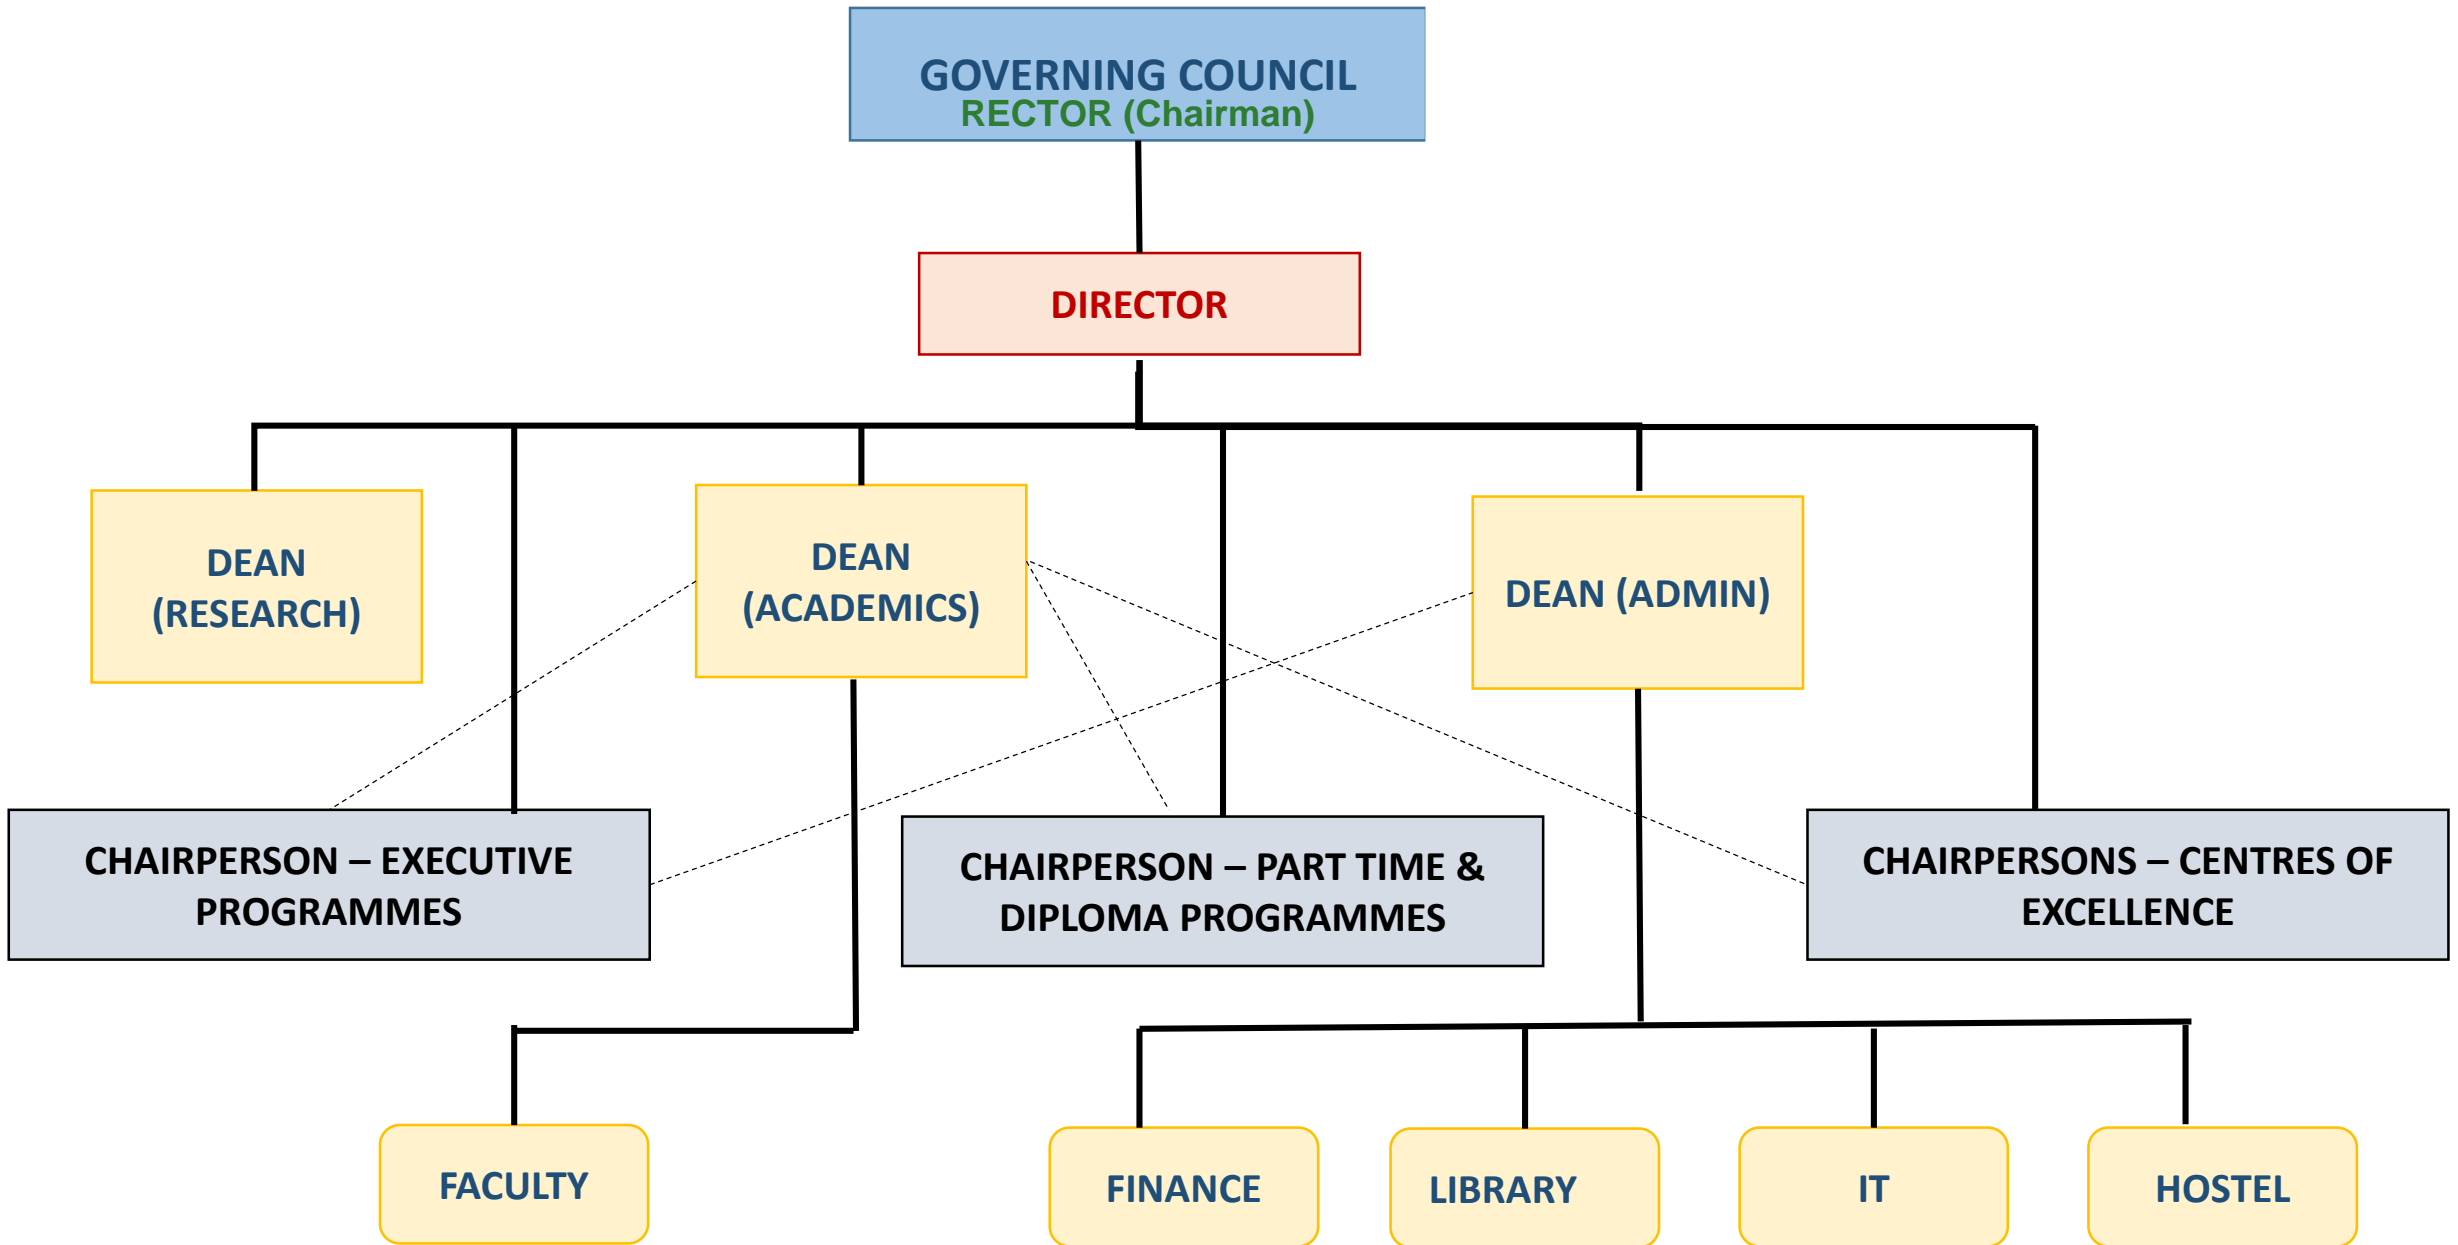 GOVERNING COUNCIL
RECTOR (Chairman)
DIRECTOR
DEAN
(RESEARCH)
DEAN
(ACADEMICS)
DEAN (ADMIN)
CHAIRPERSON – EXECUTIVE
PROGRAMMES
CHAIRPERSON – PART TIME &
DIPLOMA PROGRAMMES
CHAIRPERSONS – CENTRES OF
EXCELLENCE
FACULTY
FINANCE
LIBRARY
IT
HOSTEL